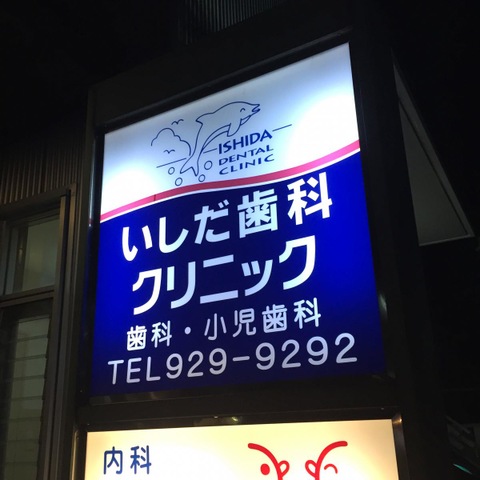 ISHIDA
DENTAL
CLINIC
いしだ歯科
クリニック
歯科・小児歯科
TEL929-9292
内科